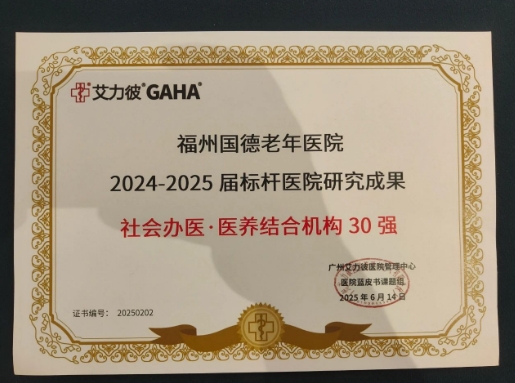 艾力彼®GAHA®
福州国德老年医院
2024-2025 届标杆医院研究成果
社会办医·医养结合机构 30 强
广州艾力彼医院管理中心
医院蓝皮书课题组
2025 年 6 月 14 日
证书编号: 20250202